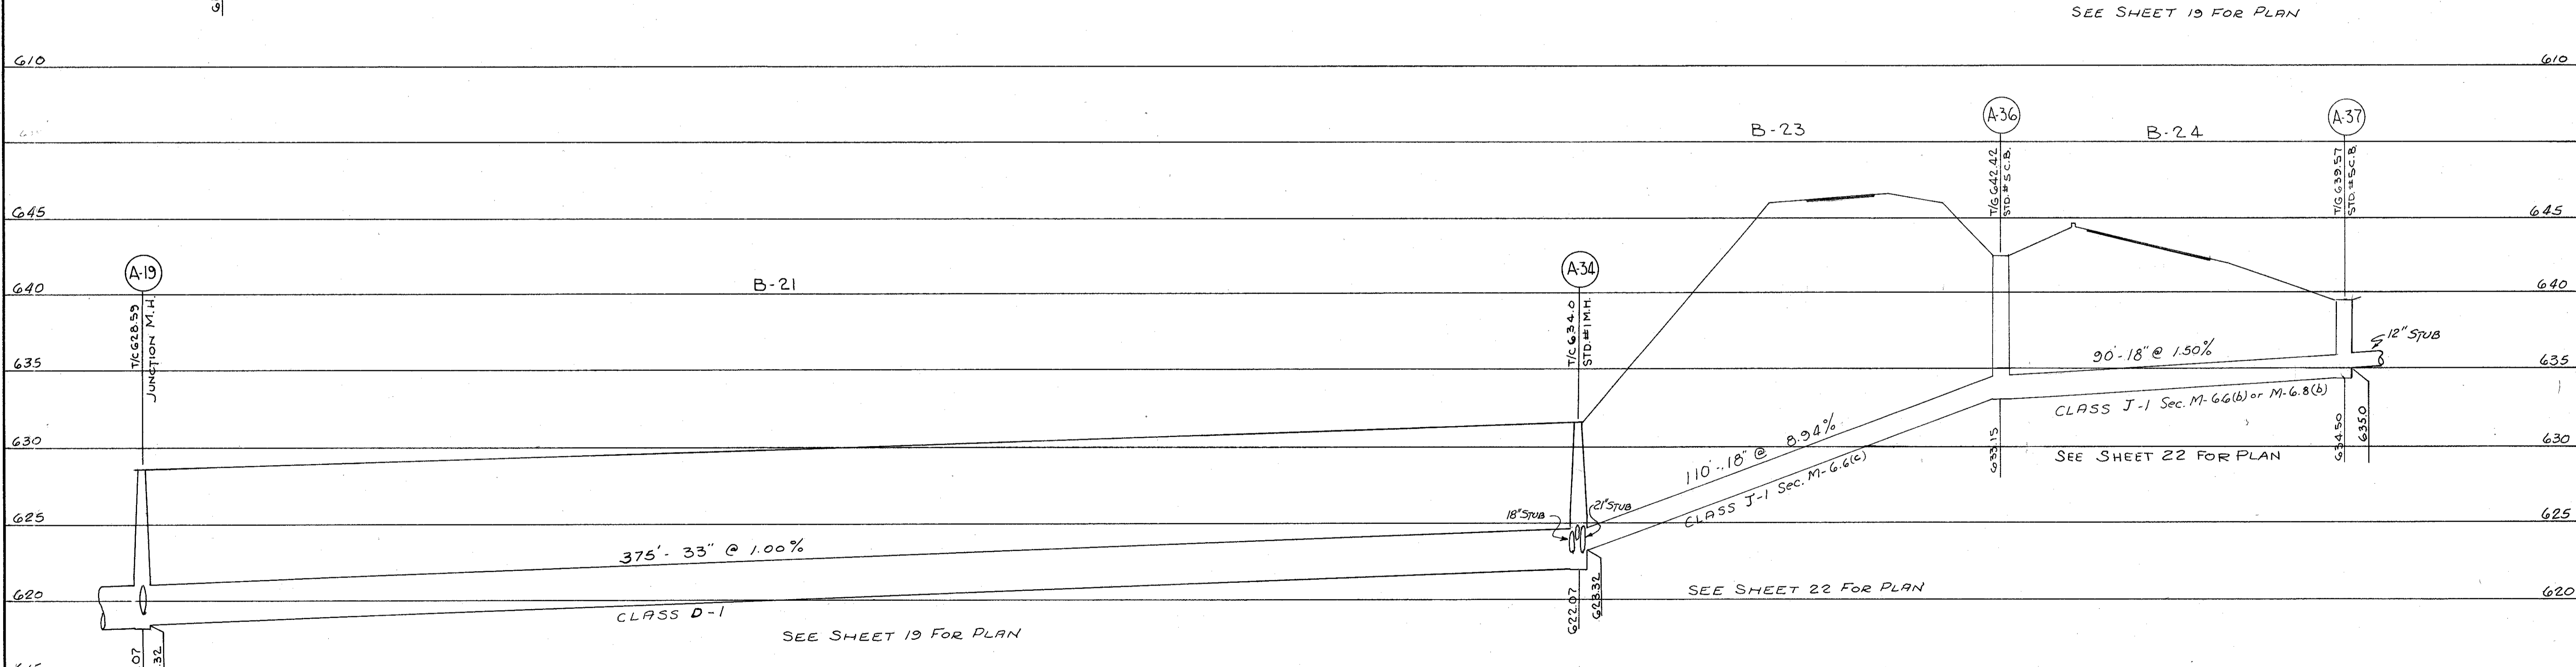 SEE SHEET 19 FOR PLAN
610 610
A-36
A-37
B-23
B-24
T/G 642.42
STD. #5 C.B.
T/G 639.57
STD. #5 C.B.
645 645
A-19
A-34
B-21
640 640
T/C 628.59
JUNCTION M.H.
T/C 634.0
STD. #1 M.H.
12" STUB
90'-18" @ 1.50%
635 635
CLASS J-1 Sec. M-6.6(b) or M-6.8(b)
110'-18" @ 8.94%
CLASS J-1 Sec. M-6.6(c)
633.15
634.50
635.0
630 630
SEE SHEET 22 FOR PLAN
18" STUB
21" STUB
625 625
375'-33" @ 1.00%
620 620
622.07
623.32
SEE SHEET 22 FOR PLAN
CLASS D-1
SEE SHEET 19 FOR PLAN
.07
.32